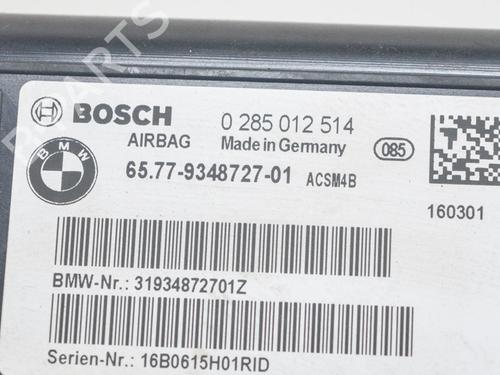 BOSCH
0 285 012 514
AIRBAG
Made in Germany
085
BMW
65.77-9348727-01 ACSM4B
160301
BMW-Nr.: 31934872701Z
Serien-Nr.: 16B0615H01RID